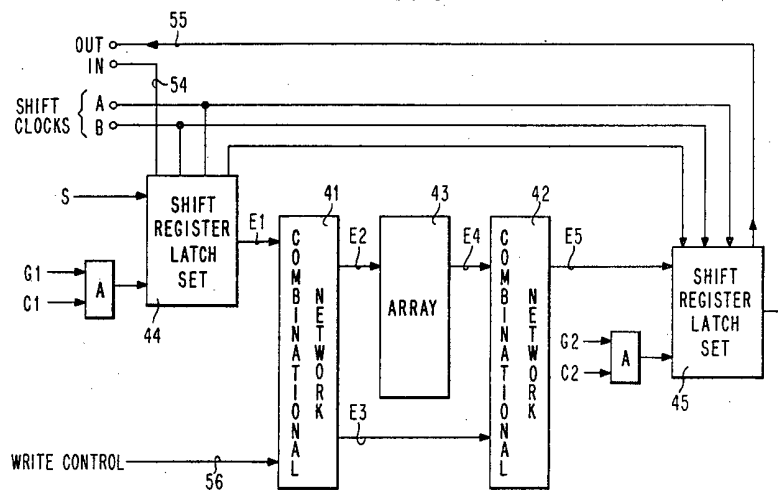 55
OUT
IN
54
SHIFT CLOCKS { A
B
S
SHIFT REGISTER LATCH SET
44
G1
C1
A
E1
41
COMBINATIONAL NETWORK
E2
43
ARRAY
E4
42
COMBINATIONAL NETWORK
E5
E3
G2
C2
A
SHIFT REGISTER LATCH SET
45
WRITE CONTROL
56